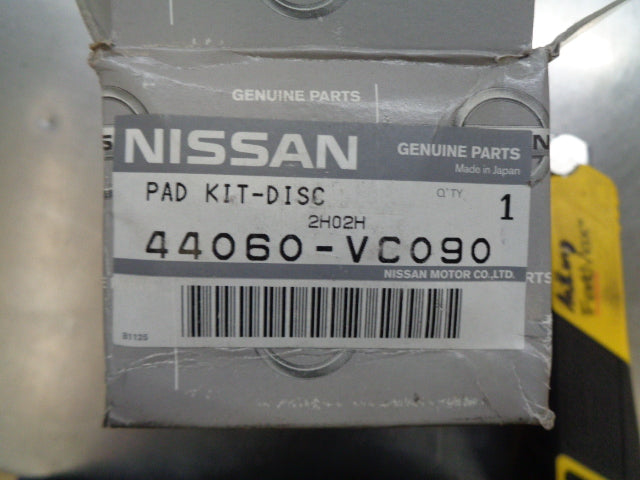 GENUINE PARTS
NISSAN
GENUINE PARTS
Made in Japan
PAD KIT-DISC
Q'TY 1
2H02H
44060-VC090
NISSAN MOTOR CO.,LTD.
RTS
B1125